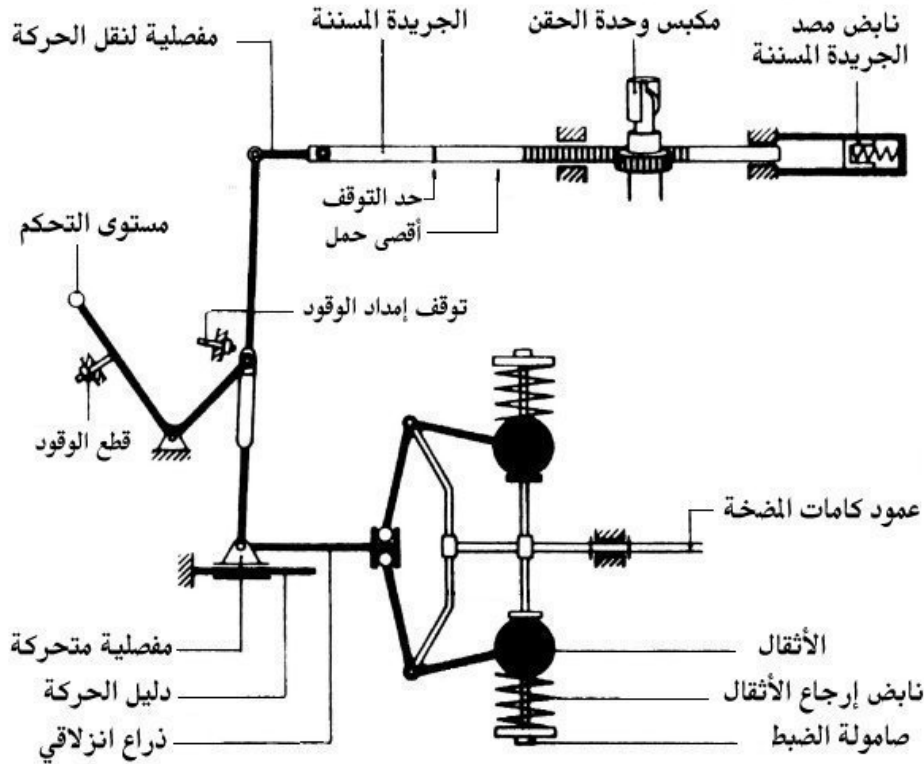 نابض مصد
الجريدة المسننة
مكبس وحدة الحقن
الجريدة المسننة
مفصلية لنقل الحركة
حد التوقف
أقصى حمل
مستوى التحكم
توقف إمداد الوقود
قطع الوقود
عمود كامات المضخة
الأثقال
نابض إرجاع الأثقال
صامولة الضبط
مفصلية متحركة
دليل الحركة
ذراع انزلاقي